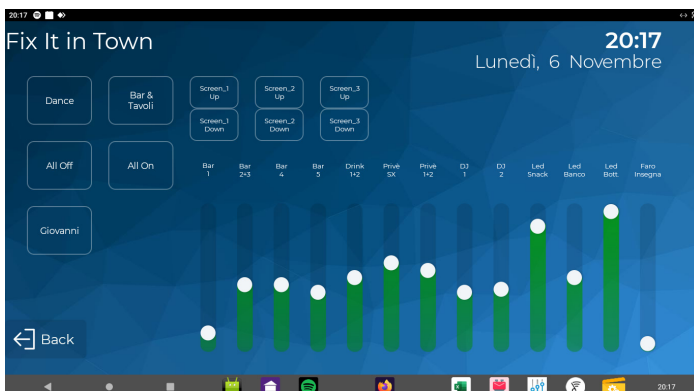 20:17
Fix It in Town
20:17
Lunedì, 6 Novembre
Dance
Bar &
Tavoli
Screen_1
Up
Screen_2
Up
Screen_3
Up
Screen_1
Down
Screen_2
Down
Screen_3
Down
All Off
All On
Bar
1
Bar
2+3
Bar
4
Bar
5
Drink
1+2
Privè
SX
Privè
1+2
DJ
1
DJ
2
Led
Snack
Led
Banco
Led
Bott.
Faro
Insegna
Giovanni
Back
20:17